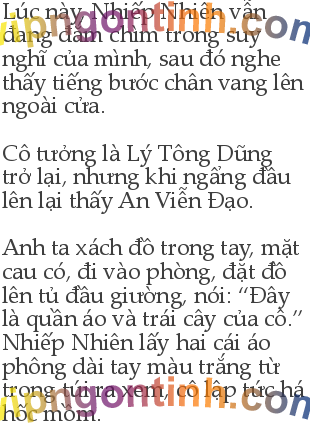 Lúc này, Nhiếp Nhiên vẫn
đang đắm chìm trong suy
nghĩ của mình, sau đó nghe
thấy tiếng bước chân vang lên
ngoài cửa.
Cô tưởng là Lý Tông Dũng
trở lại, nhưng khi ngẩng đầu
lên lại thấy An Viễn Đạo.
Anh ta xách đồ trong tay, mặt
cau có, đi vào phòng, đặt đồ
lên tủ đầu giường, nói: “Đây
là quần áo và trái cây của cô.”
Nhiếp Nhiên lấy hai cái áo
phông dài tay màu trắng từ
trong túi ra xem, cô lập tức há
hốc mồm.
vipngontinh.com
vipngontinh.com